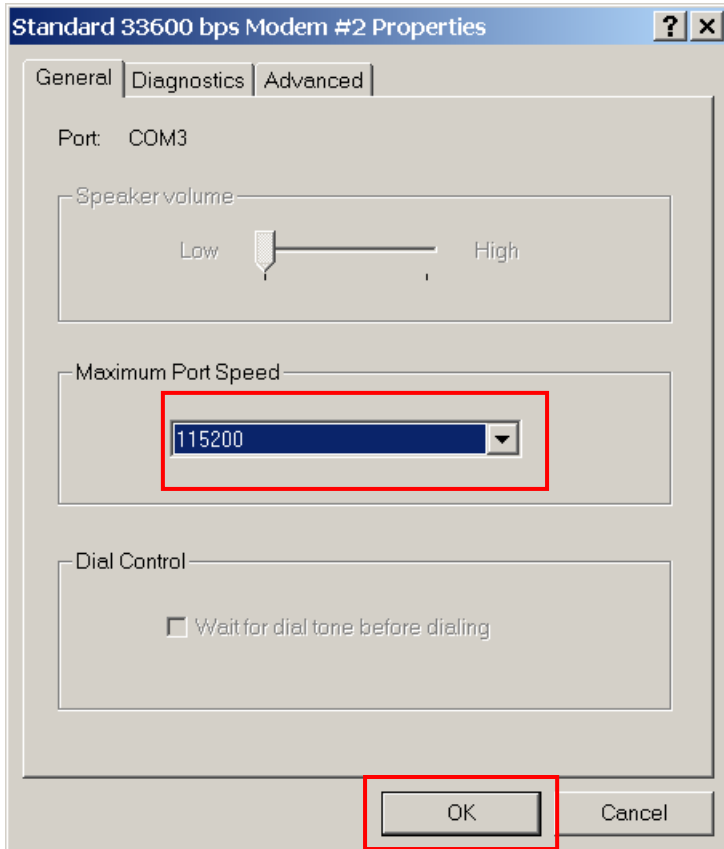 Standard 33600 bps Modem #2 Properties
General Diagnostics Advanced
Port: COM3
Speaker volume
Low High
Maximum Port Speed
115200
Dial Control
Wait for dial tone before dialing
OK Cancel